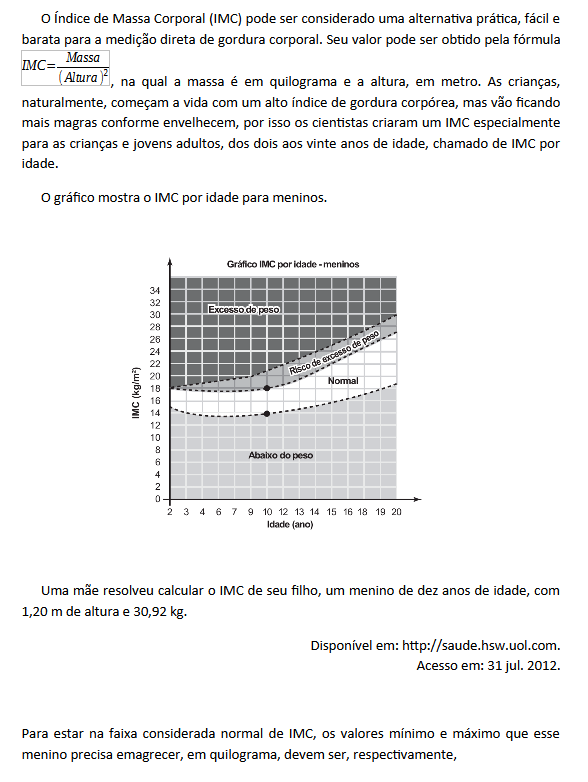 O Índice de Massa Corporal (IMC) pode ser considerado uma alternativa prática, fácil e
barata para a medição direta de gordura corporal. Seu valor pode ser obtido pela fórmula
IMC=Massa/(Altura)², na qual a massa é em quilograma e a altura, em metro. As crianças,
naturalmente, começam a vida com um alto índice de gordura corpórea, mas vão ficando
mais magras conforme envelhecem, por isso os cientistas criaram um IMC especialmente
para as crianças e jovens adultos, dos dois aos vinte anos de idade, chamado de IMC por
idade.
O gráfico mostra o IMC por idade para meninos.
Gráfico IMC por idade - meninos
IMC (kg/m²)
34
32
30
28
26
24
22
20
18
16
14
12
10
8
6
4
2
0
Excesso de peso
Risco de excesso de peso
Normal
Abaixo do peso
2 3 4 6 7 9 10 12 13 14 15 16 18 19 20
Idade (ano)
Uma mãe resolveu calcular o IMC de seu filho, um menino de dez anos de idade, com
1,20 m de altura e 30,92 kg.
Disponível em: http://saude.hsw.uol.com.
Acesso em: 31 jul. 2012.
Para estar na faixa considerada normal de IMC, os valores mínimo e máximo que esse
menino precisa emagrecer, em quilograma, devem ser, respectivamente,